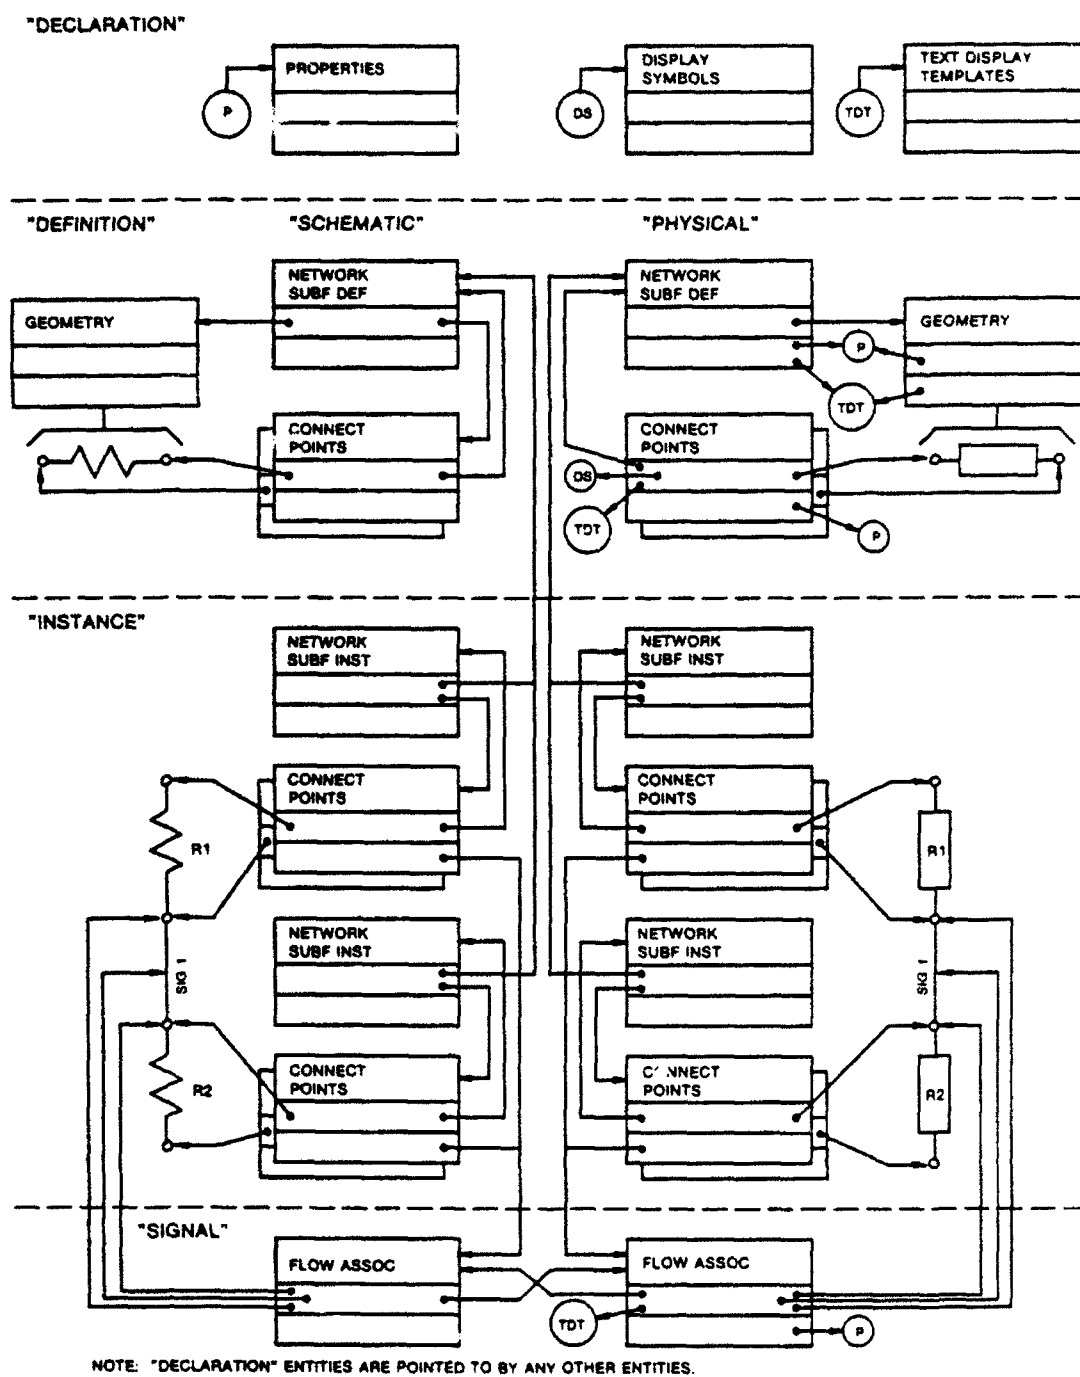 "DECLARATION"
PROPERTIES
P
DISPLAY
SYMBOLS
DS
TEXT DISPLAY
TEMPLATES
TDT
"DEFINITION"
"SCHEMATIC"
"PHYSICAL"
NETWORK
SUBF DEF
NETWORK
SUBF DEF
GEOMETRY
GEOMETRY
P
TDT
CONNECT
POINTS
CONNECT
POINTS
DS
TDT
P
"INSTANCE"
NETWORK
SUBF INST
NETWORK
SUBF INST
CONNECT
POINTS
CONNECT
POINTS
R1
R1
NETWORK
SUBF INST
NETWORK
SUBF INST
SIG 1
SIG 1
CONNECT
POINTS
CONNECT
POINTS
R2
R2
"SIGNAL"
FLOW ASSOC
FLOW ASSOC
TDT
P
NOTE: "DECLARATION" ENTITIES ARE POINTED TO BY ANY OTHER ENTITIES.